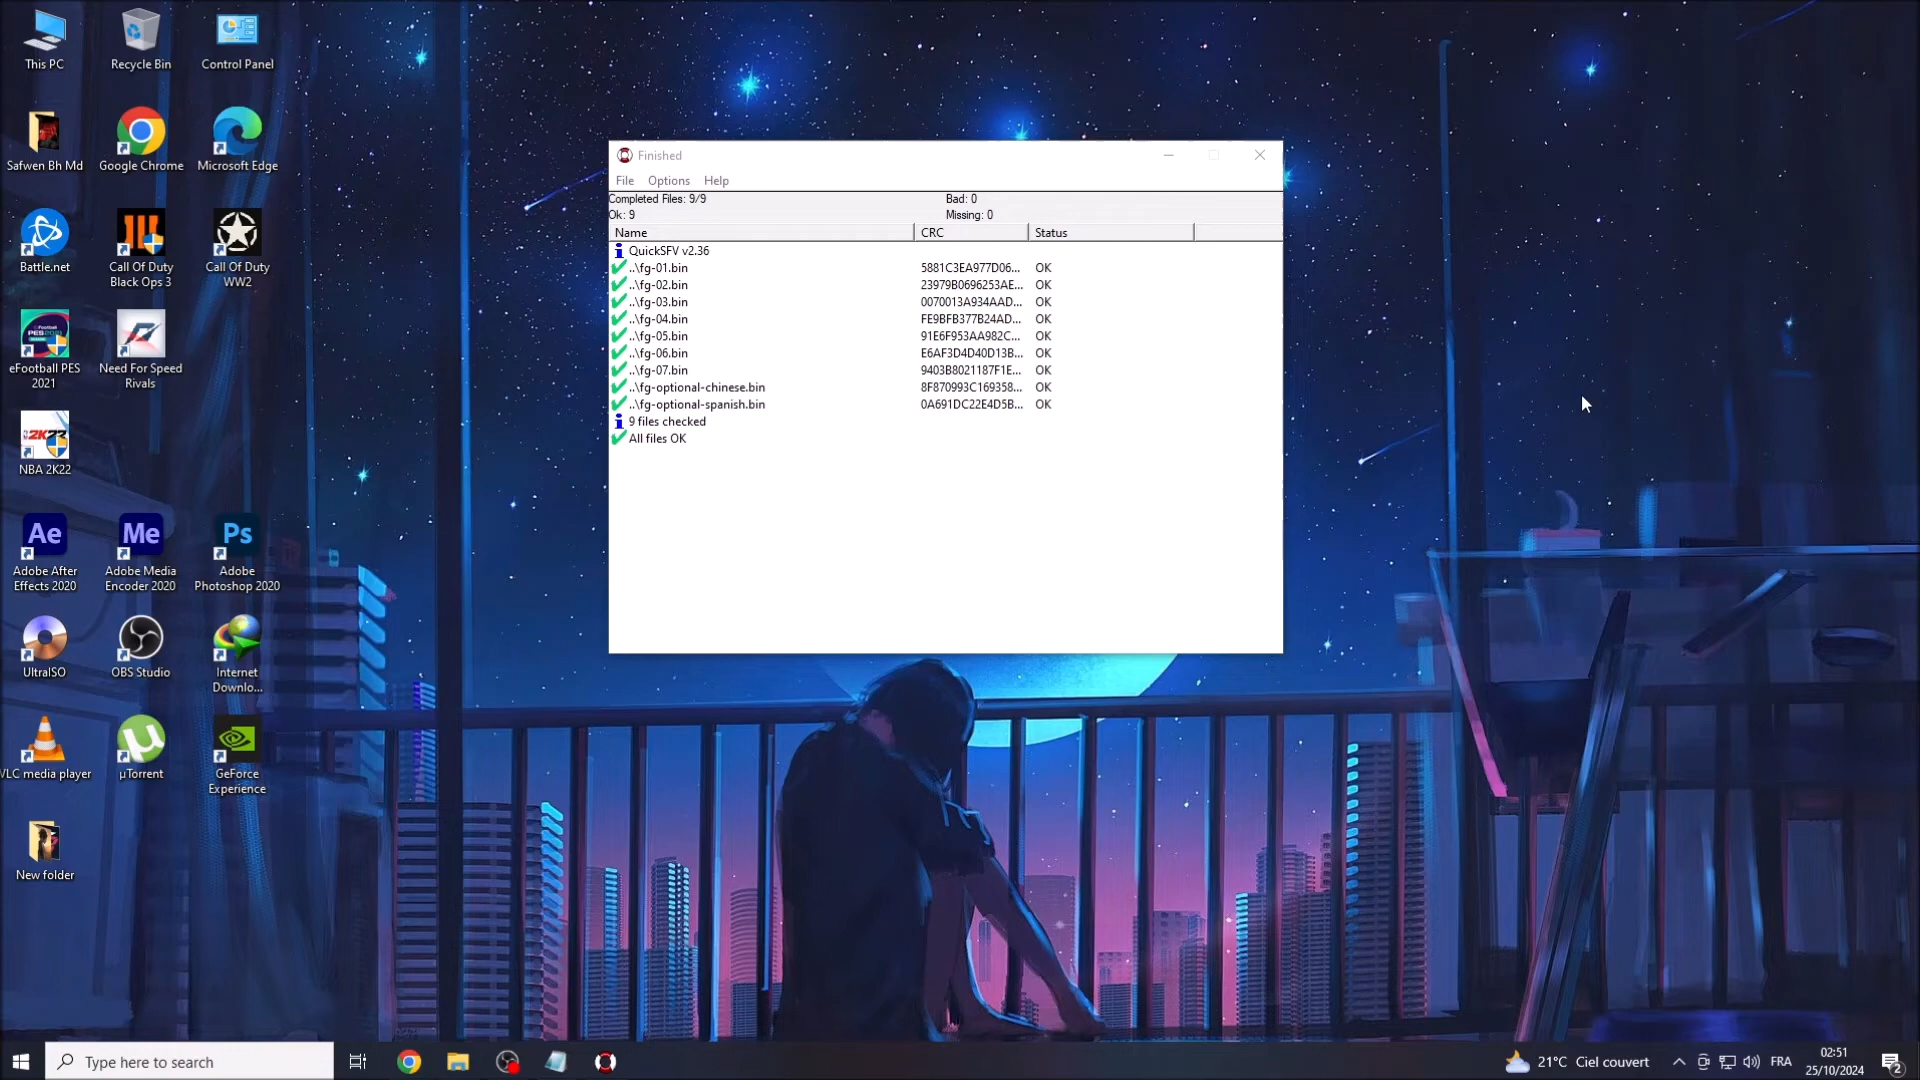 This PC
Recycle Bin
Control Panel
Safwen Bh Md
Google Chrome
Microsoft Edge
Battle.net
Call Of Duty
Black Ops 3
Call Of Duty
WW2
eFootball PES
2021
Need For Speed
Rivals
NBA 2K22
Ae
Me
Ps
Adobe After
Effects 2020
Adobe Media
Encoder 2020
Adobe
Photoshop 2020
UltraISO
OBS Studio
Internet
Downlo...
VLC media player
µTorrent
GeForce
Experience
New folder
Finished
File Options Help
Completed Files: 9/9 Bad: 0
Ok: 9 Missing: 0
Name CRC Status
QuickSFV v2.36
..\fg-01.bin 5881C3EA977D06... OK
..\fg-02.bin 23979B0696253AE... OK
..\fg-03.bin 0070013A934AAD... OK
..\fg-04.bin FE9BFB377B24AD... OK
..\fg-05.bin 91E6F953AA982C... OK
..\fg-06.bin E6AF3D4D40D13B... OK
..\fg-07.bin 9403B8021187F1E... OK
..\fg-optional-chinese.bin 8F870993C169358... OK
..\fg-optional-spanish.bin 0A691DC22E4D5B... OK
9 files checked
All files OK
Type here to search
21°C Ciel couvert
FRA
02:51
25/10/2024
2